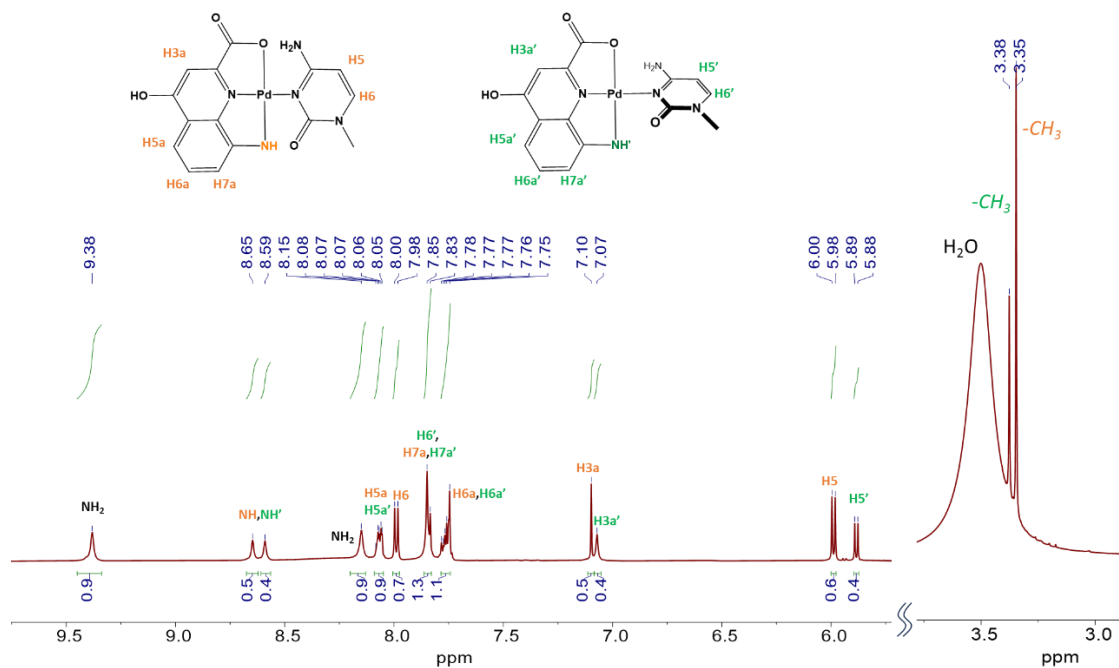 O
O
H₂N
H3a
H5
HO
N
Pd
N
H6
N
O
H5a
NH
H6a
H7a
O
O
H3a'
H₂N
H5'
HO
N
Pd
N
H6'
N
O
H5a'
NH'
H6a'
H7a'
3.38
3.35
-CH₃
-CH₃
H₂O
9.38
8.65
8.59
8.15
8.08
8.07
8.07
8.06
8.05
8.00
7.98
7.85
7.83
7.78
7.77
7.77
7.76
7.75
7.10
7.07
6.00
5.98
5.89
5.88
H6',
H7a,H7a'
NH₂
NH,NH'
NH₂
H5a
H5a'
H6
H6a,H6a'
H3a
H3a'
H5
H5'
0.9
0.5
0.4
0.9
0.9
0.7
1.3
1.1
0.5
0.4
0.6
0.4
9.5
9.0
8.5
8.0
7.5
7.0
6.5
6.0
3.5
3.0
ppm
ppm